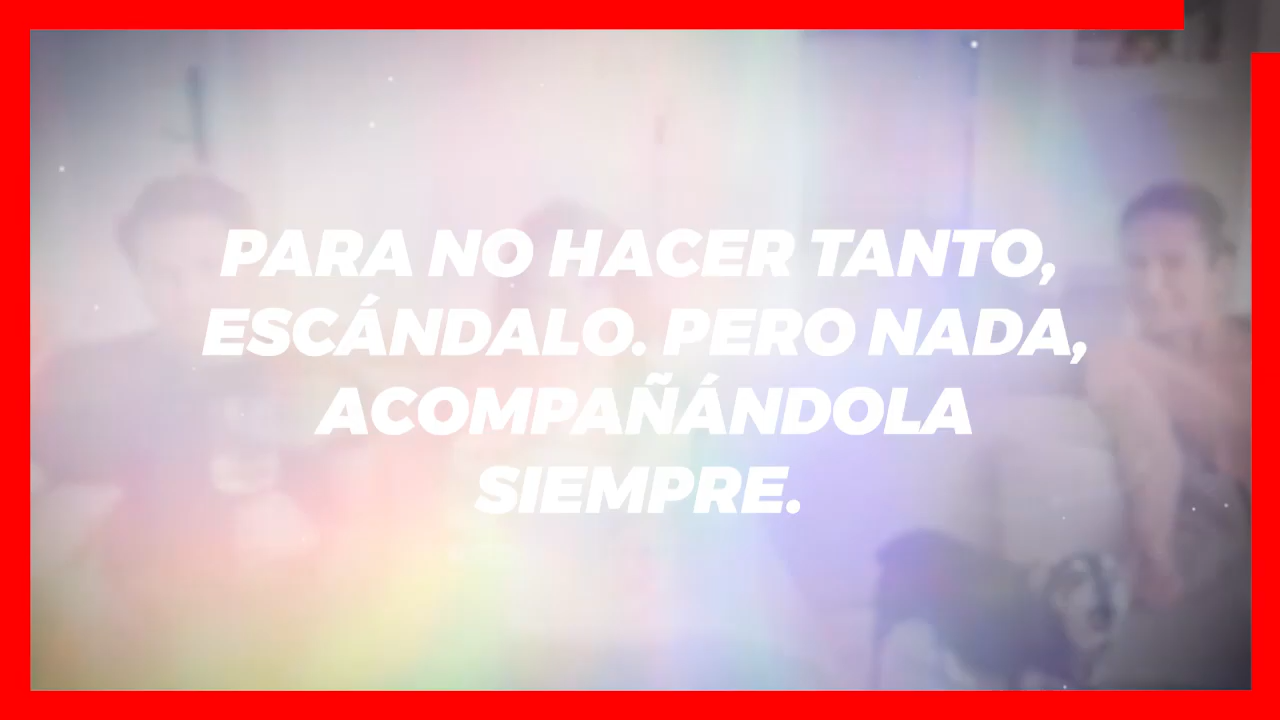 PARA NO HACER TANTO,
ESCÁNDALO. PERO NADA,
ACOMPAÑÁNDOLA
SIEMPRE.